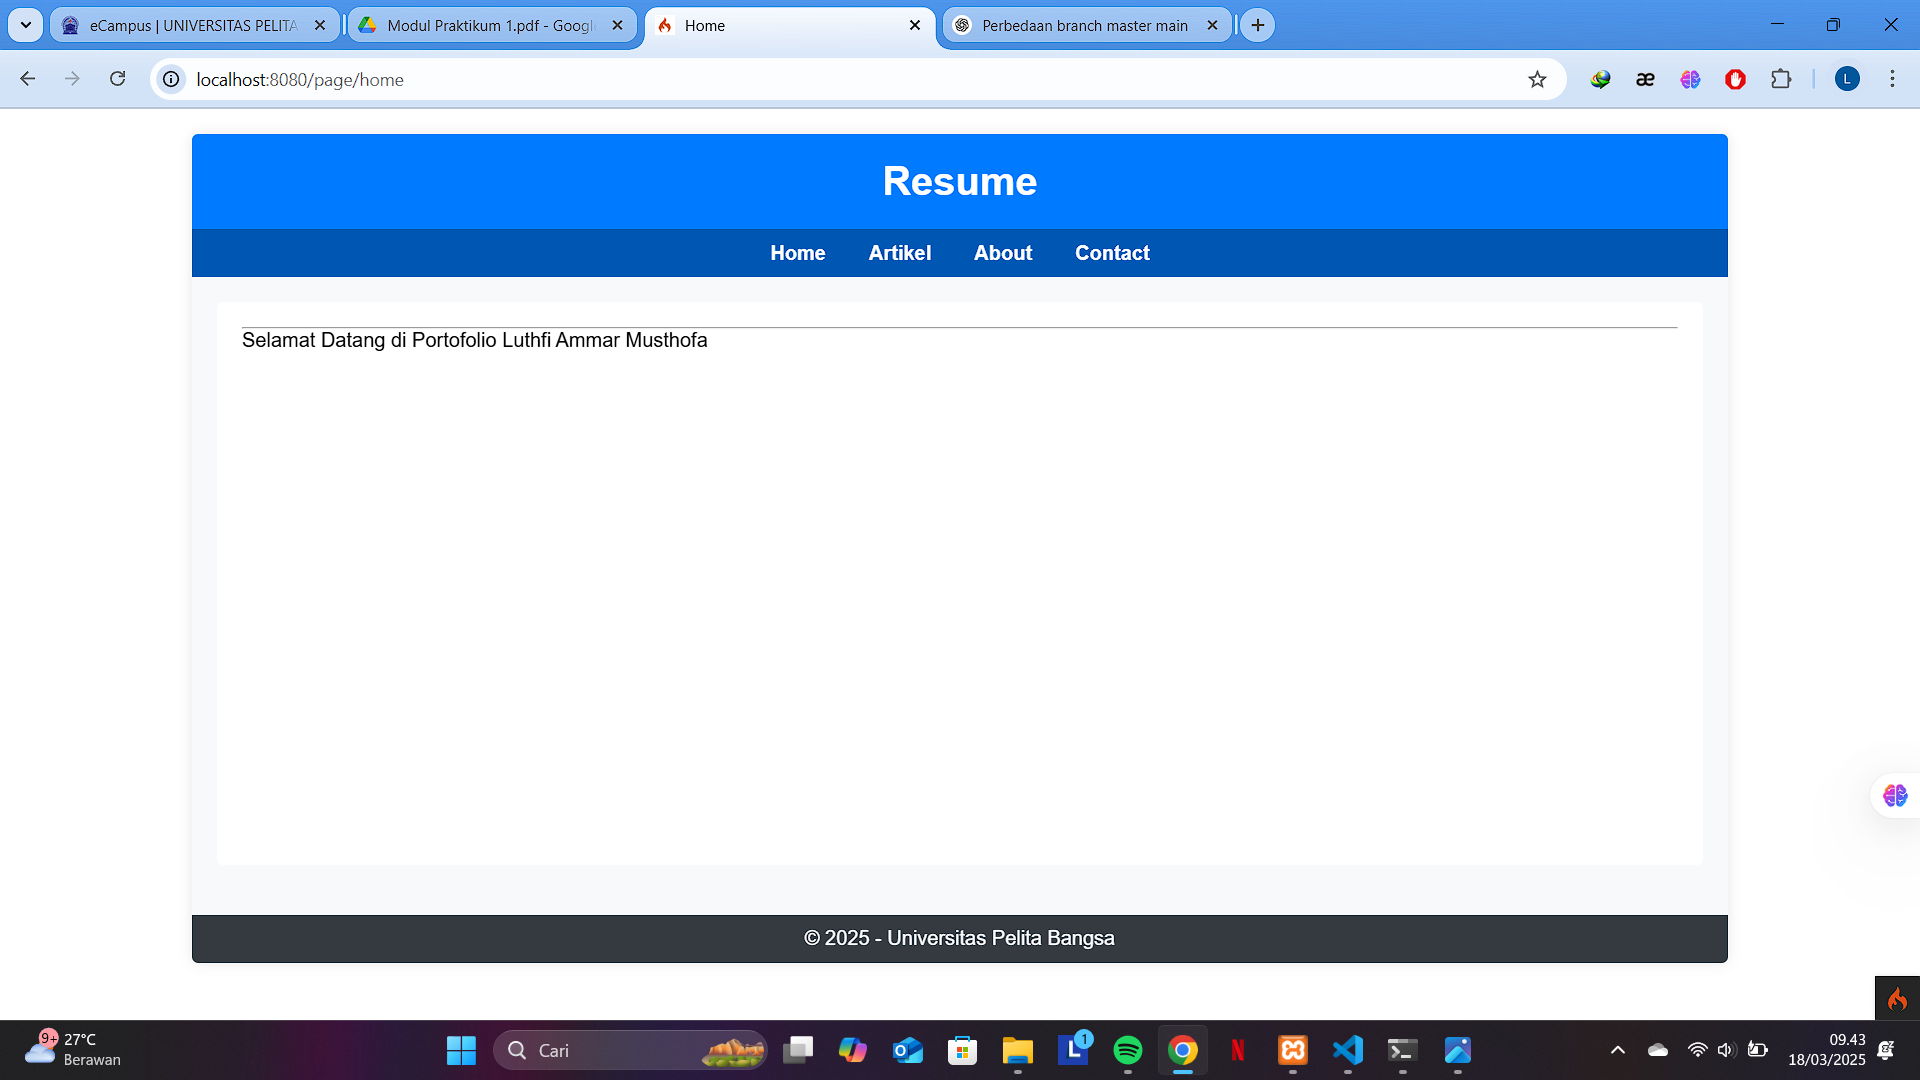 eCampus | UNIVERSITAS PELITA
Modul Praktikum 1.pdf - Googl
Home
Perbedaan branch master main
localhost:8080/page/home
æ
L
Resume
Home Artikel About Contact
Selamat Datang di Portofolio Luthfi Ammar Musthofa
© 2025 - Universitas Pelita Bangsa
9+
27°C
Berawan
Cari
L
1
N
09.43
18/03/2025